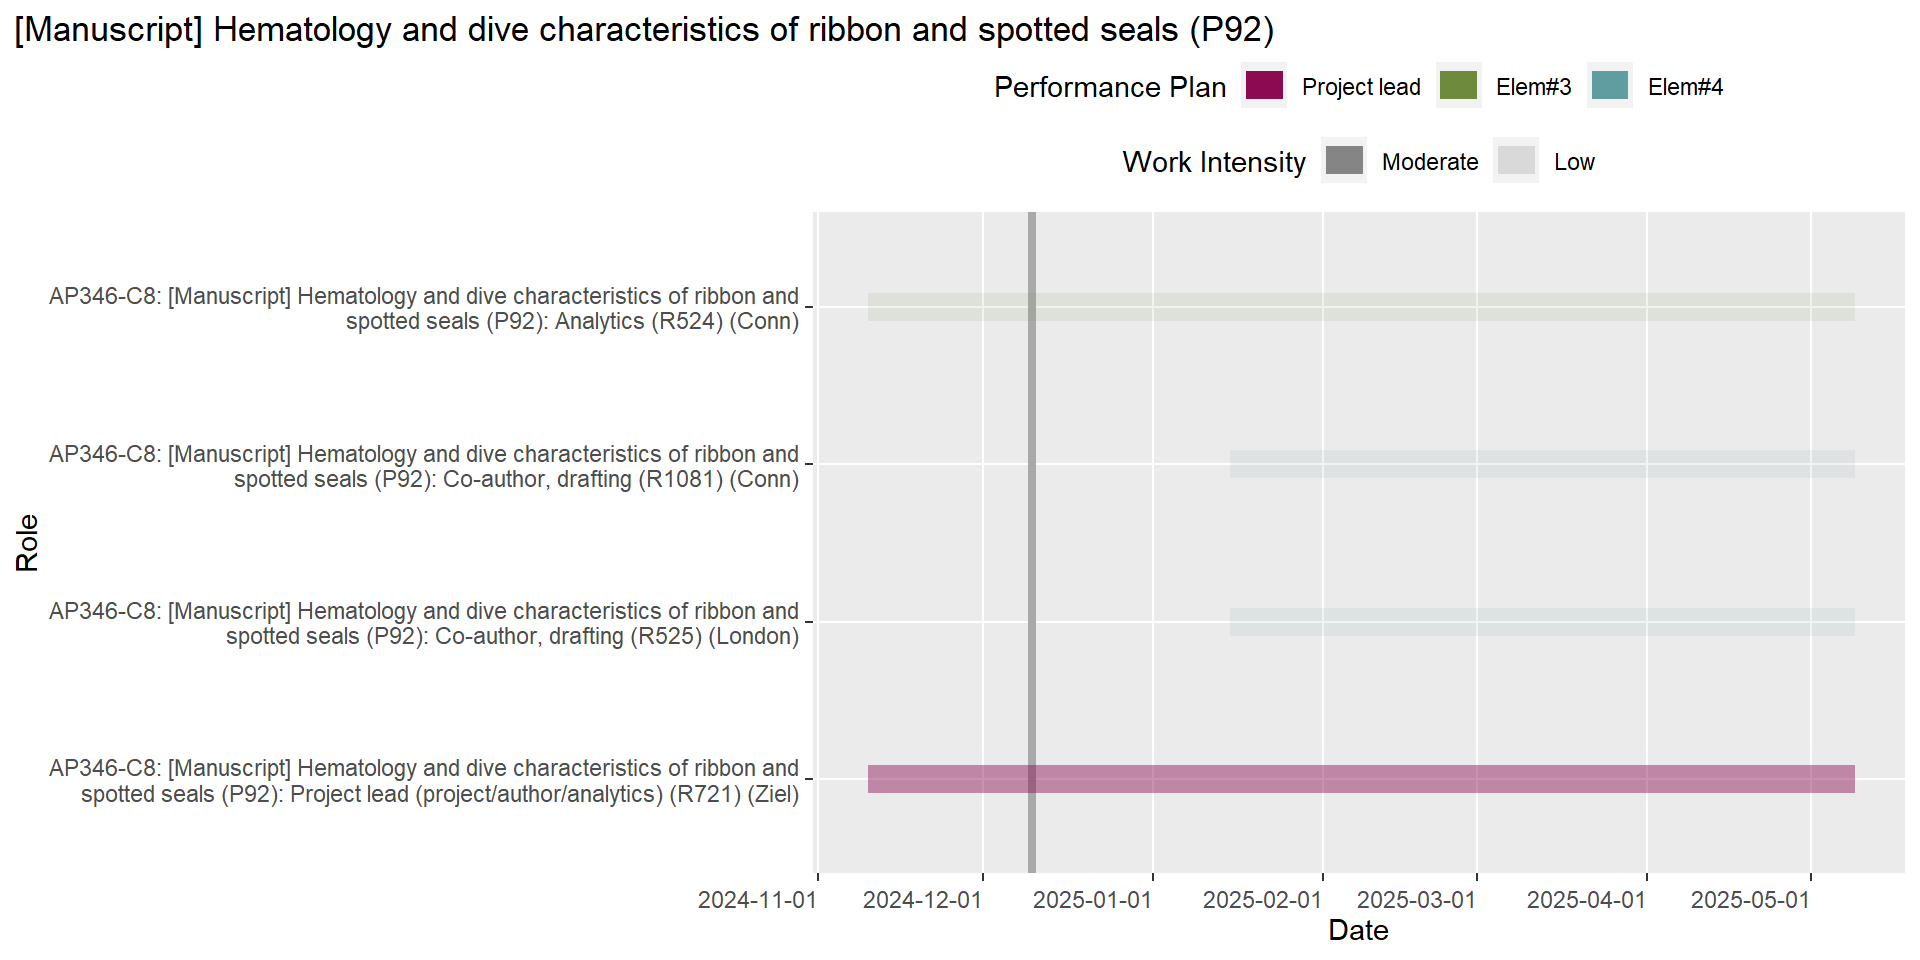 [Manuscript] Hematology and dive characteristics of ribbon and spotted seals (P92)
Performance Plan Project lead Elem#3 Elem#4
Work Intensity Moderate Low
AP346-C8: [Manuscript] Hematology and dive characteristics of ribbon and
spotted seals (P92): Analytics (R524) (Conn)
AP346-C8: [Manuscript] Hematology and dive characteristics of ribbon and
spotted seals (P92): Co-author, drafting (R1081) (Conn)
Role
AP346-C8: [Manuscript] Hematology and dive characteristics of ribbon and
spotted seals (P92): Co-author, drafting (R525) (London)
AP346-C8: [Manuscript] Hematology and dive characteristics of ribbon and
spotted seals (P92): Project lead (project/author/analytics) (R721) (Ziel)
2024-11-01 2024-12-01 2025-01-01 2025-02-01 2025-03-01 2025-04-01 2025-05-01
Date